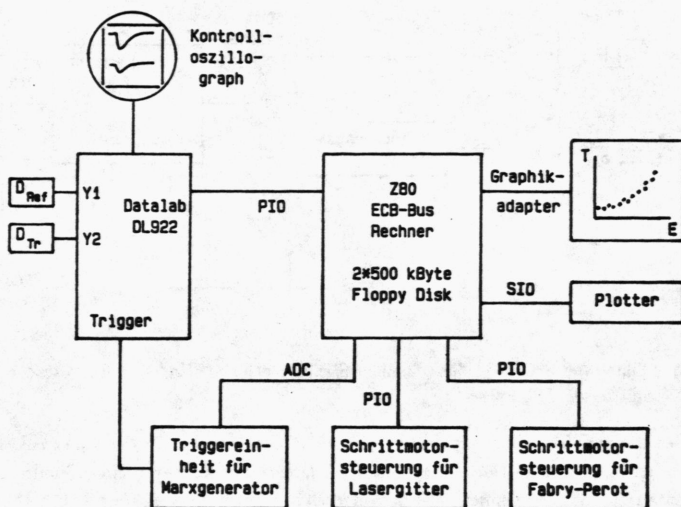 Kontroll-
oszillo-
graph
D_Ref
Y1
D_Tr
Y2
Datalab
DL922
Trigger
PIO
Z80
ECB-Bus
Rechner
2*500 kByte
Floppy Disk
Graphik-
adapter
T
E
SIO
Plotter
ADC
PIO
PIO
Triggerein-
heit für
Marxgenerator
Schrittmotor-
steuerung für
Lasergitter
Schrittmotor-
steuerung für
Fabry-Perot